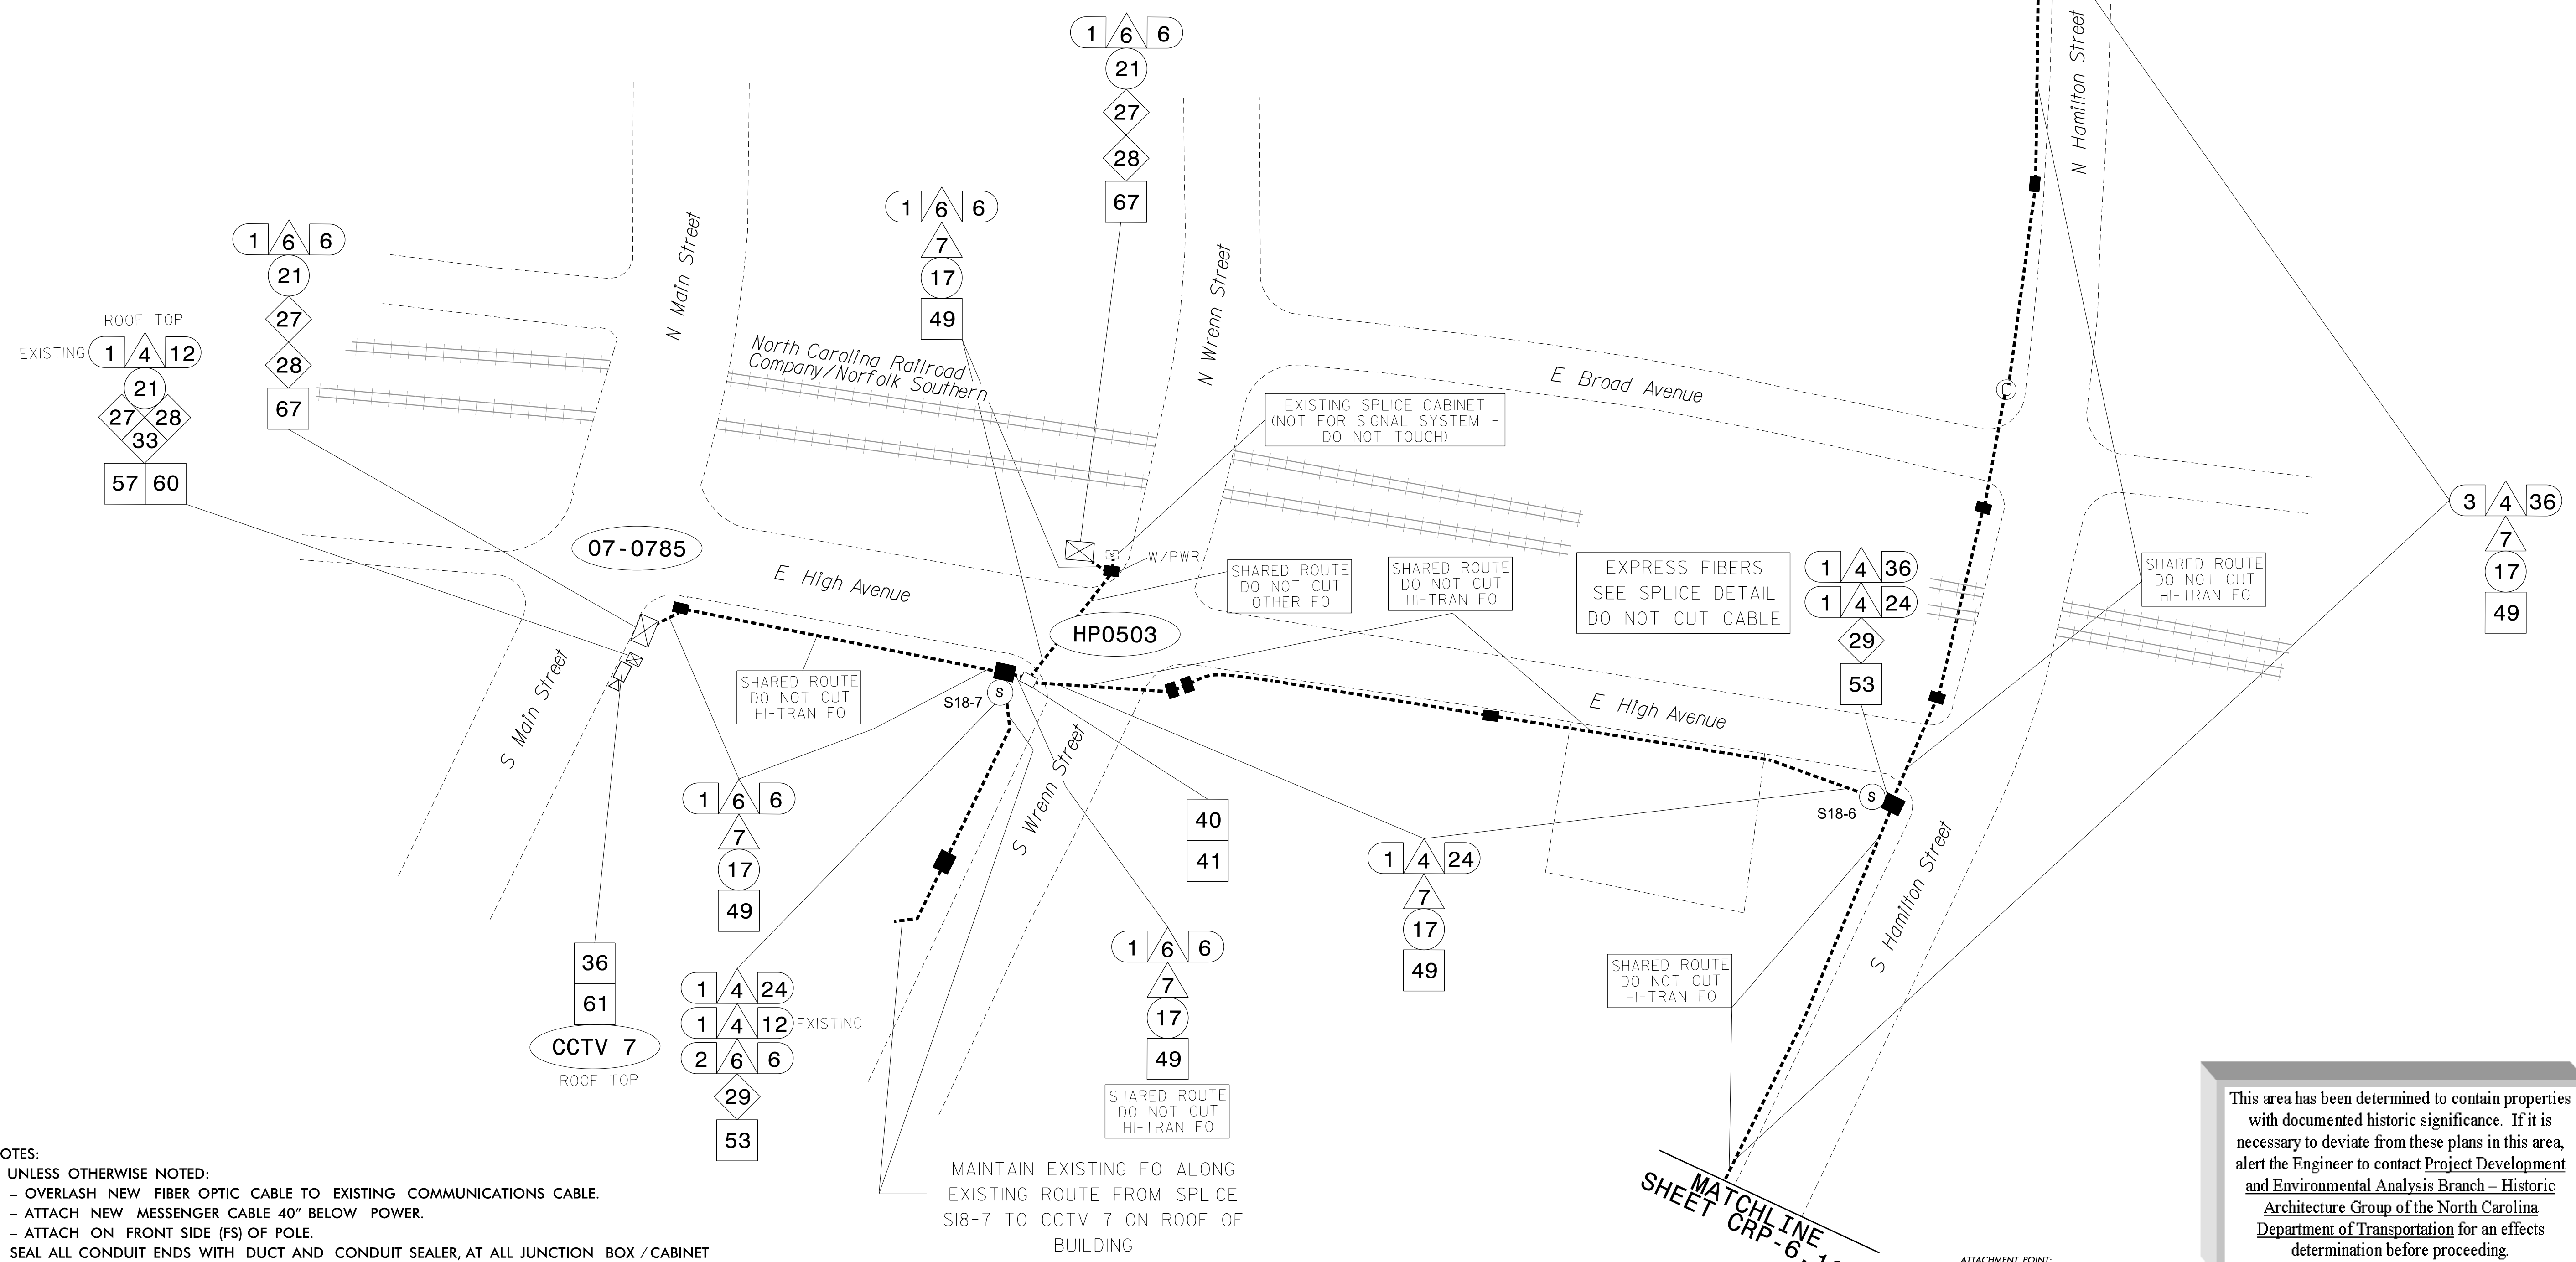 1 6 6
21
27
28
67
N Hamilton Street
1 6 6
7
17
49
1 6 6
21
27
28
67
N Main Street
N Wrenn Street
ROOF TOP
EXISTING 1 4 12
21
27 28
33
57 60
North Carolina Railroad
Company/Norfolk Southern
E Broad Avenue
EXISTING SPLICE CABINET
(NOT FOR SIGNAL SYSTEM -
DO NOT TOUCH)
3 4 36
7
17
49
07-0785
W/PWR
E High Avenue
SHARED ROUTE
DO NOT CUT
OTHER FO
SHARED ROUTE
DO NOT CUT
HI-TRAN FO
EXPRESS FIBERS
SEE SPLICE DETAIL
DO NOT CUT CABLE
1 4 36
1 4 24
29
53
SHARED ROUTE
DO NOT CUT
HI-TRAN FO
HP0503
S Main Street
SHARED ROUTE
DO NOT CUT
HI-TRAN FO
S
S18-7
E High Avenue
S Wrenn Street
S
S18-6
1 6 6
7
17
49
40
41
1 4 24
7
17
49
S Hamilton Street
36
61
CCTV 7
ROOF TOP
1 4 24
1 4 12 EXISTING
2 6 6
29
53
1 6 6
7
17
49
SHARED ROUTE
DO NOT CUT
HI-TRAN FO
SHARED ROUTE
DO NOT CUT
HI-TRAN FO
MAINTAIN EXISTING FO ALONG
EXISTING ROUTE FROM SPLICE
S18-7 TO CCTV 7 ON ROOF OF
BUILDING
MATCHLINE
SHEET CRP-6.1
This area has been determined to contain properties
with documented historic significance. If it is
necessary to deviate from these plans in this area,
alert the Engineer to contact Project Development
and Environmental Analysis Branch – Historic
Architecture Group of the North Carolina
Department of Transportation for an effects
determination before proceeding.
OTES:
UNLESS OTHERWISE NOTED:
– OVERLASH NEW FIBER OPTIC CABLE TO EXISTING COMMUNICATIONS CABLE.
– ATTACH NEW MESSENGER CABLE 40" BELOW POWER.
– ATTACH ON FRONT SIDE (FS) OF POLE.
SEAL ALL CONDUIT ENDS WITH DUCT AND CONDUIT SEALER, AT ALL JUNCTION BOX / CABINET
ATTACHMENT POINT: